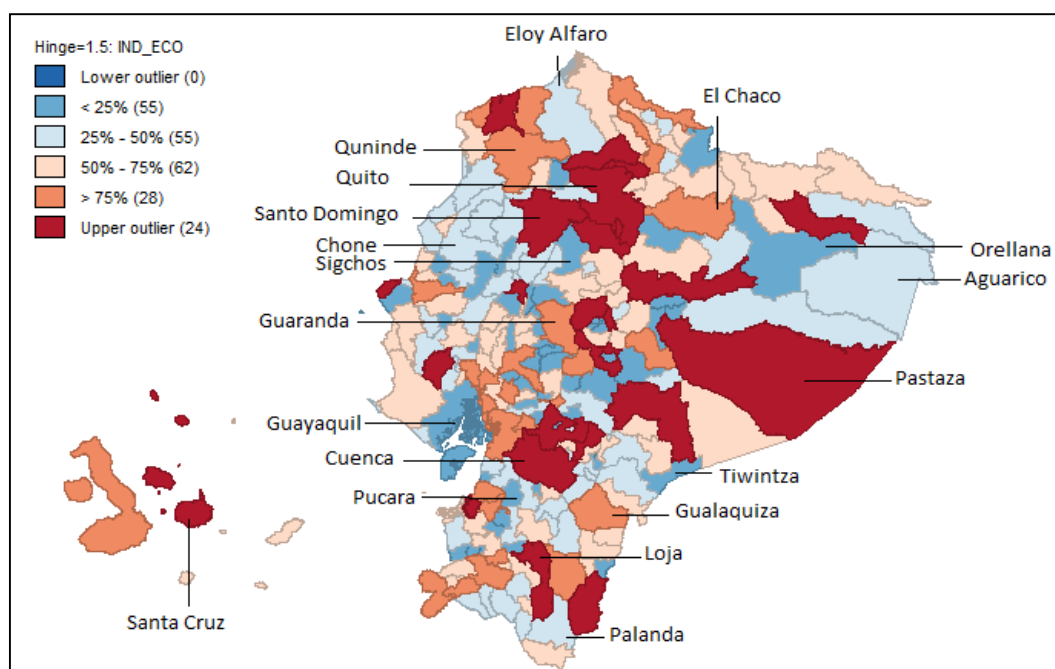 Hinge=1.5: IND_ECO
Lower outlier (0)
< 25% (55)
25% - 50% (55)
50% - 75% (62)
> 75% (28)
Upper outlier (24)
Eloy Alfaro
El Chaco
Quninde
Quito
Santo Domingo
Chone
Sigchos
Orellana
Aguarico
Guaranda
Pastaza
Guayaquil
Cuenca
Tiwintza
Pucara
Gualaquiza
Loja
Santa Cruz
Palanda